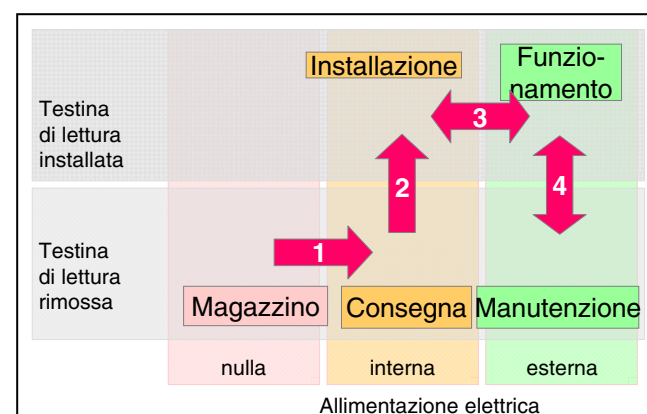 Installazione
Funzio-
namento
Testina
di lettura
installata
3
2
4
Testina
di lettura
rimossa
1
Magazzino
Consegna
Manutenzione
nulla
interna
esterna
Allimentazione elettrica